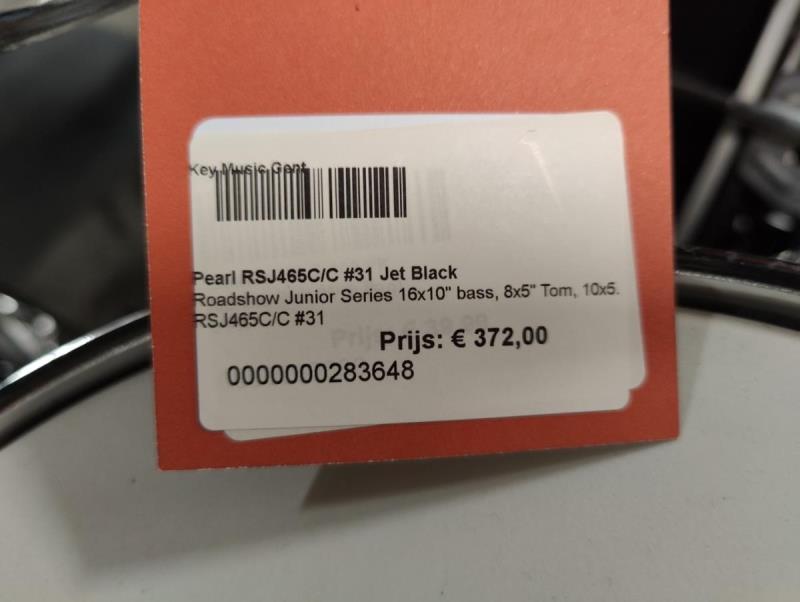 Key Music Gent
Pearl RSJ465C/C #31 Jet Black
Roadshow Junior Series 16x10" bass, 8x5" Tom, 10x5.
RSJ465C/C #31
Prijs: € 372,00
0000000283648